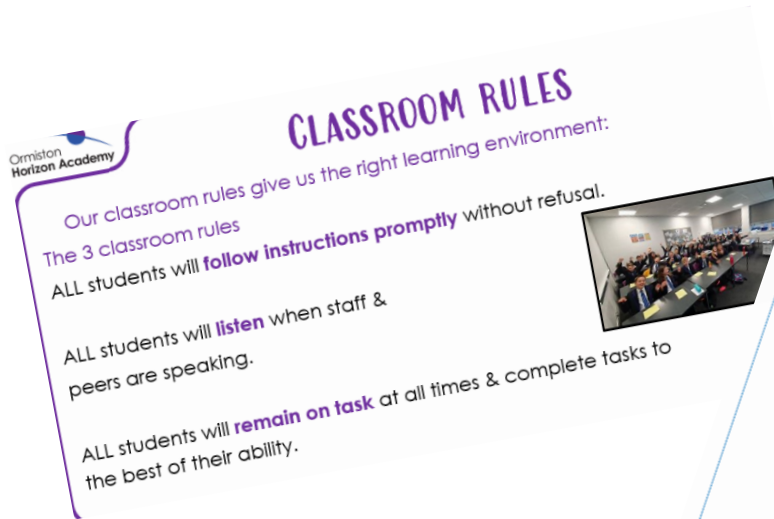 Ormiston
Horizon Academy
CLASSROOM RULES
Our classroom rules give us the right learning environment:
The 3 classroom rules
ALL students will follow instructions promptly without refusal.
ALL students will listen when staff &
peers are speaking.
ALL students will remain on task at all times & complete tasks to
the best of their ability.